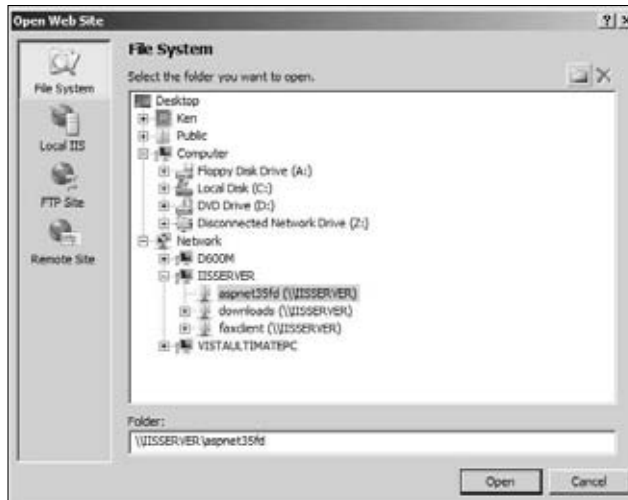 Open Web Site
File System
Select the folder you want to open.
File System
Local IIS
FTP Site
Remote Site
Desktop
Ken
Public
Computer
Floppy Disk Drive (A:)
Local Disk (C:)
DVD Drive (D:)
Disconnected Network Drive (Z:)
Network
D600M
IISSERVER
aspnet35fd (\\IISSERVER)
downloads (\\IISSERVER)
faxclient (\\IISSERVER)
VISTAULTIMATEPC
Folder:
\\IISSERVER\aspnet35fd
Open
Cancel